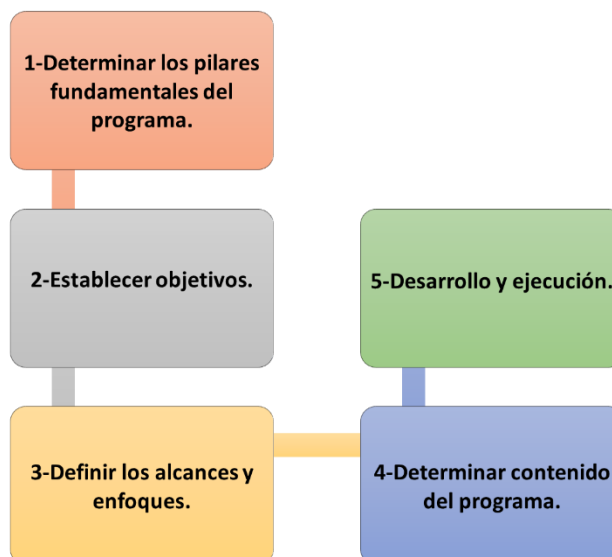 1-Determinar los pilares
fundamentales del
programa.
2-Establecer objetivos.
3-Definir los alcances y
enfoques.
4-Determinar contenido
del programa.
5-Desarrollo y ejecución.